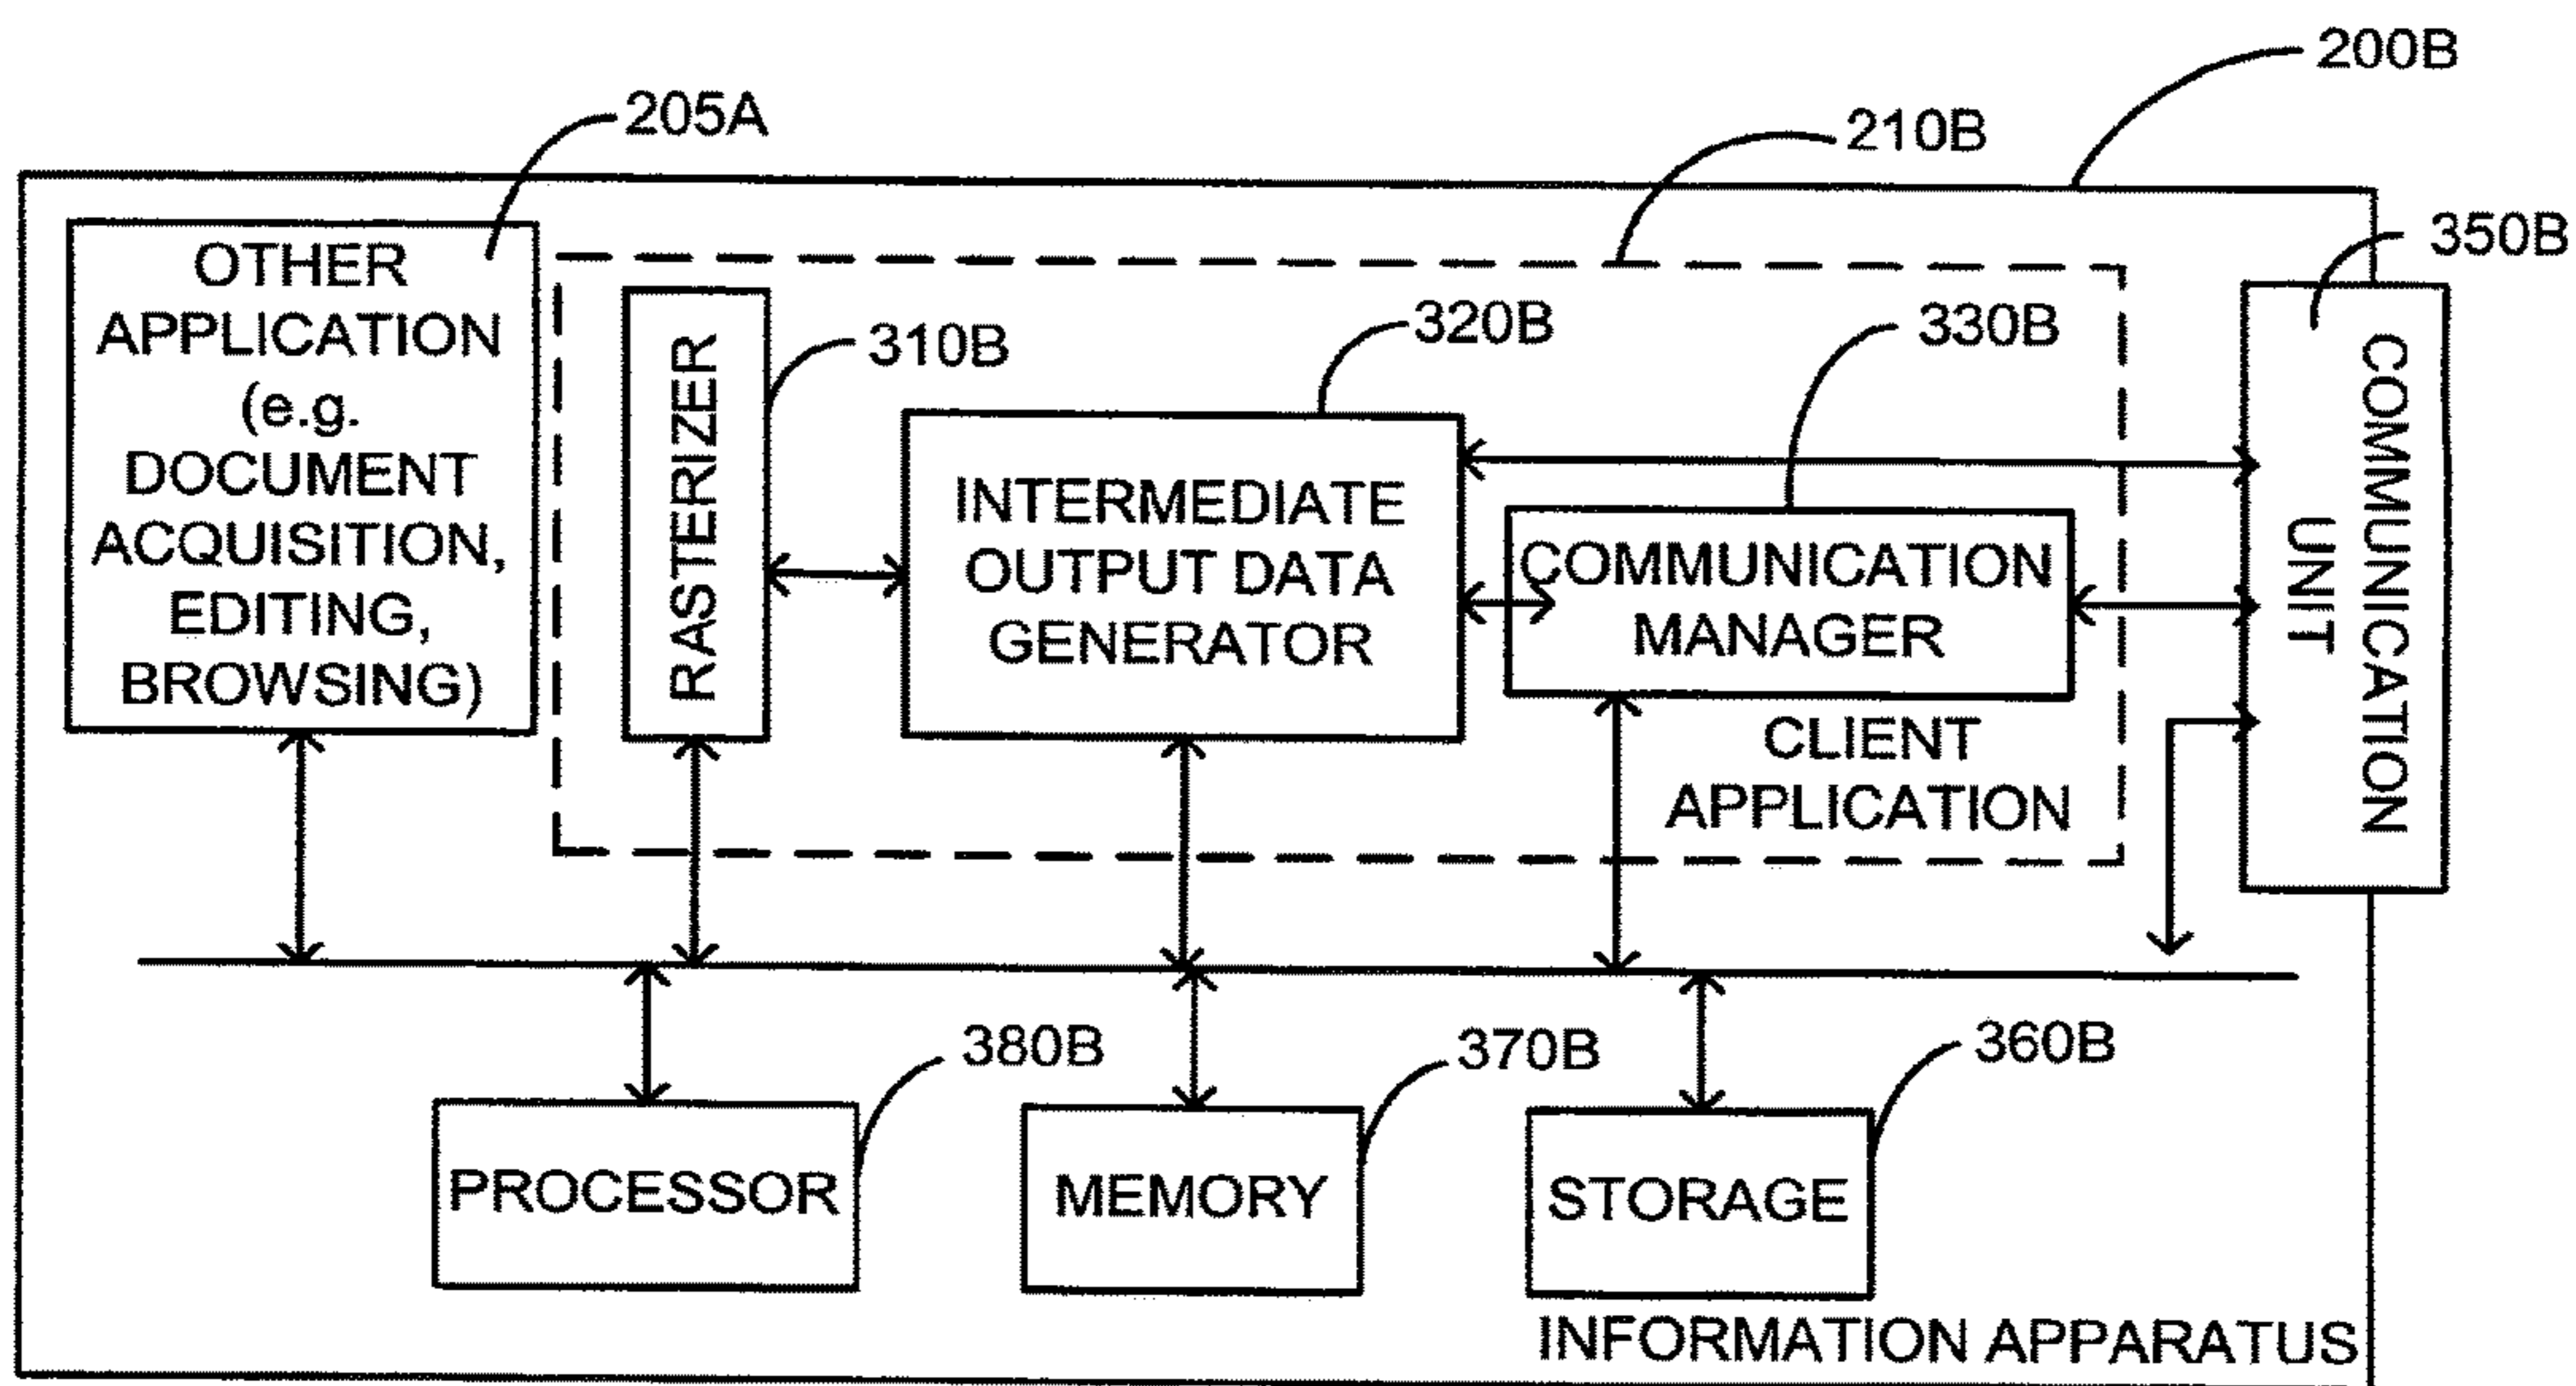 200B
205A
210B
350B
OTHER
APPLICATION
(e.g.
DOCUMENT
ACQUISITION,
EDITING,
BROWSING)
RASTERIZER
310B
320B
330B
INTERMEDIATE
OUTPUT DATA
GENERATOR
COMMUNICATION
MANAGER
CLIENT
APPLICATION
COMMUNICATION
UNIT
380B
370B
360B
PROCESSOR
MEMORY
STORAGE
INFORMATION APPARATUS